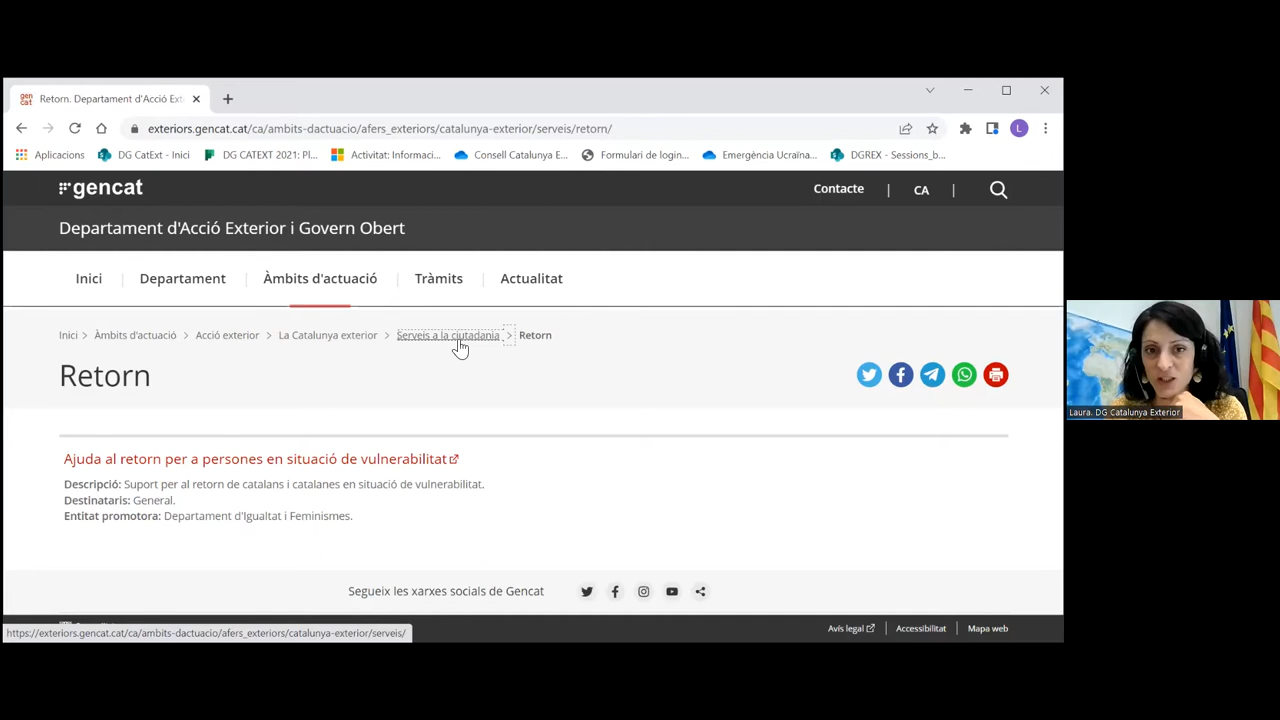 Retorn. Departament d'Acció Ext
exteriors.gencat.cat/ca/ambits-dactuacio/afers_exteriors/catalunya-exterior/serveis/retorn/
L
Aplicacions
DG CatExt - Inici
DG CATEXT 2021: Pl...
Activitat: Informaci...
Consell Catalunya E...
Formulari de login...
Emergència Ucraïna...
DGREX - Sessions_b...
gencat
Contacte | CA |
Departament d'Acció Exterior i Govern Obert
Inici
Departament
Àmbits d'actuació
Tràmits
Actualitat
Inici > Àmbits d'actuació > Acció exterior > La Catalunya exterior > Serveis a la ciutadania > Retorn
Retorn
Laura. DG Catalunya Exterior
Ajuda al retorn per a persones en situació de vulnerabilitat
Descripció: Suport per al retorn de catalans i catalanes en situació de vulnerabilitat.
Destinataris: General.
Entitat promotora: Departament d'Igualtat i Feminismes.
Segueix les xarxes socials de Gencat
https://exteriors.gencat.cat/ca/ambits-dactuacio/afers_exteriors/catalunya-exterior/serveis/
Avís legal | Accessibilitat | Mapa web